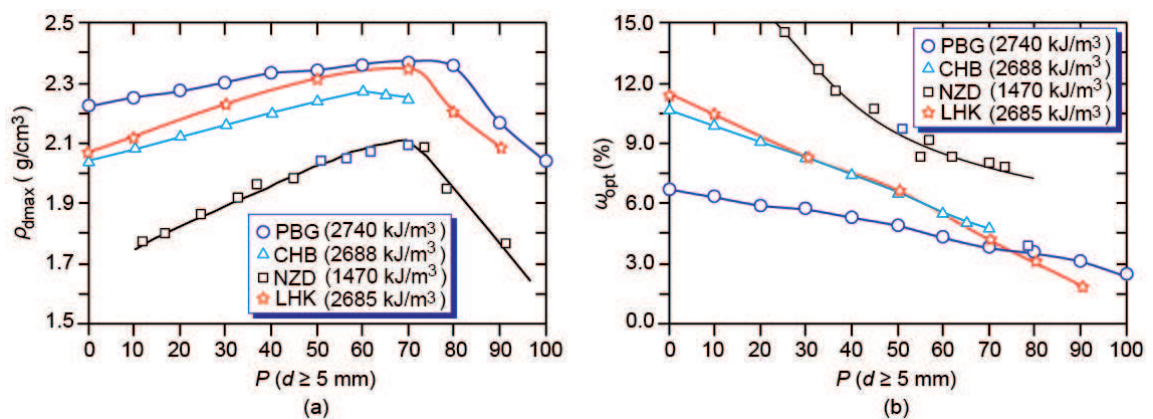 2.5
2.3
2.1
1.9
1.7
1.5
ρdmax ( g/cm³)
PBG (2740 kJ/m³)
CHB (2688 kJ/m³)
NZD (1470 kJ/m³)
LHK (2685 kJ/m³)
0 10 20 30 40 50 60 70 80 90 100
P (d ≥ 5 mm)
(a)
15.0
12.0
9.0
6.0
3.0
0.0
ωopt (%)
PBG (2740 kJ/m³)
CHB (2688 kJ/m³)
NZD (1470 kJ/m³)
LHK (2685 kJ/m³)
0 10 20 30 40 50 60 70 80 90 100
P (d ≥ 5 mm)
(b)